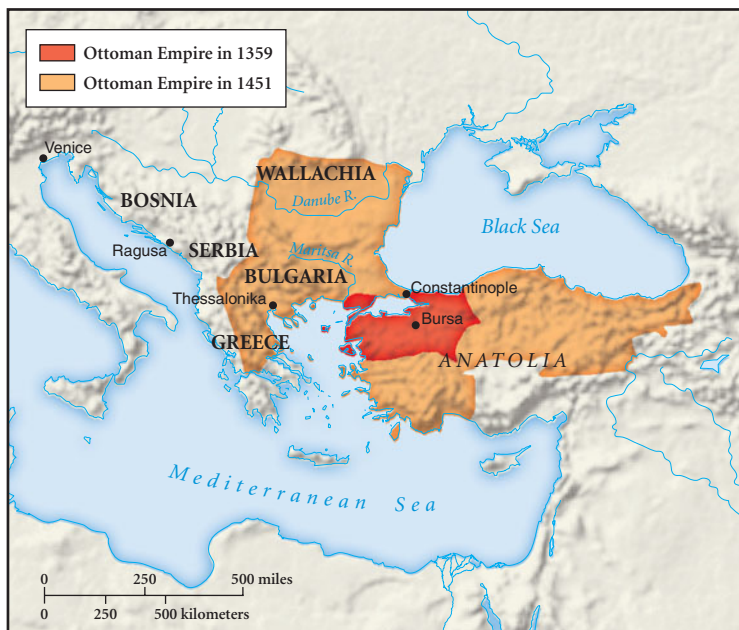 Ottoman Empire in 1359
Ottoman Empire in 1451
Venice
WALLACHIA
BOSNIA
Danube R.
Black Sea
Ragusa
SERBIA
Maritsa R.
BULGARIA
Constantinople
Thessalonika
Bursa
GREECE
ANATOLIA
Mediterranean Sea
0 250 500 miles
0 250 500 kilometers